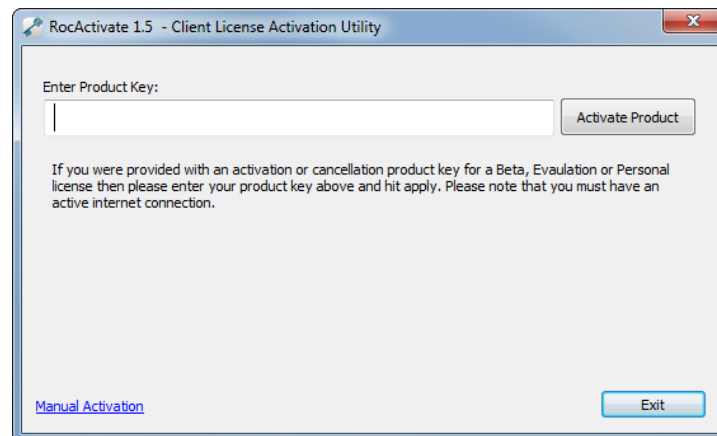 RocActivate 1.5 - Client License Activation Utility
Enter Product Key:
Activate Product
If you were provided with an activation or cancellation product key for a Beta, Evaulation or Personal
license then please enter your product key above and hit apply. Please note that you must have an
active internet connection.
Manual Activation
Exit